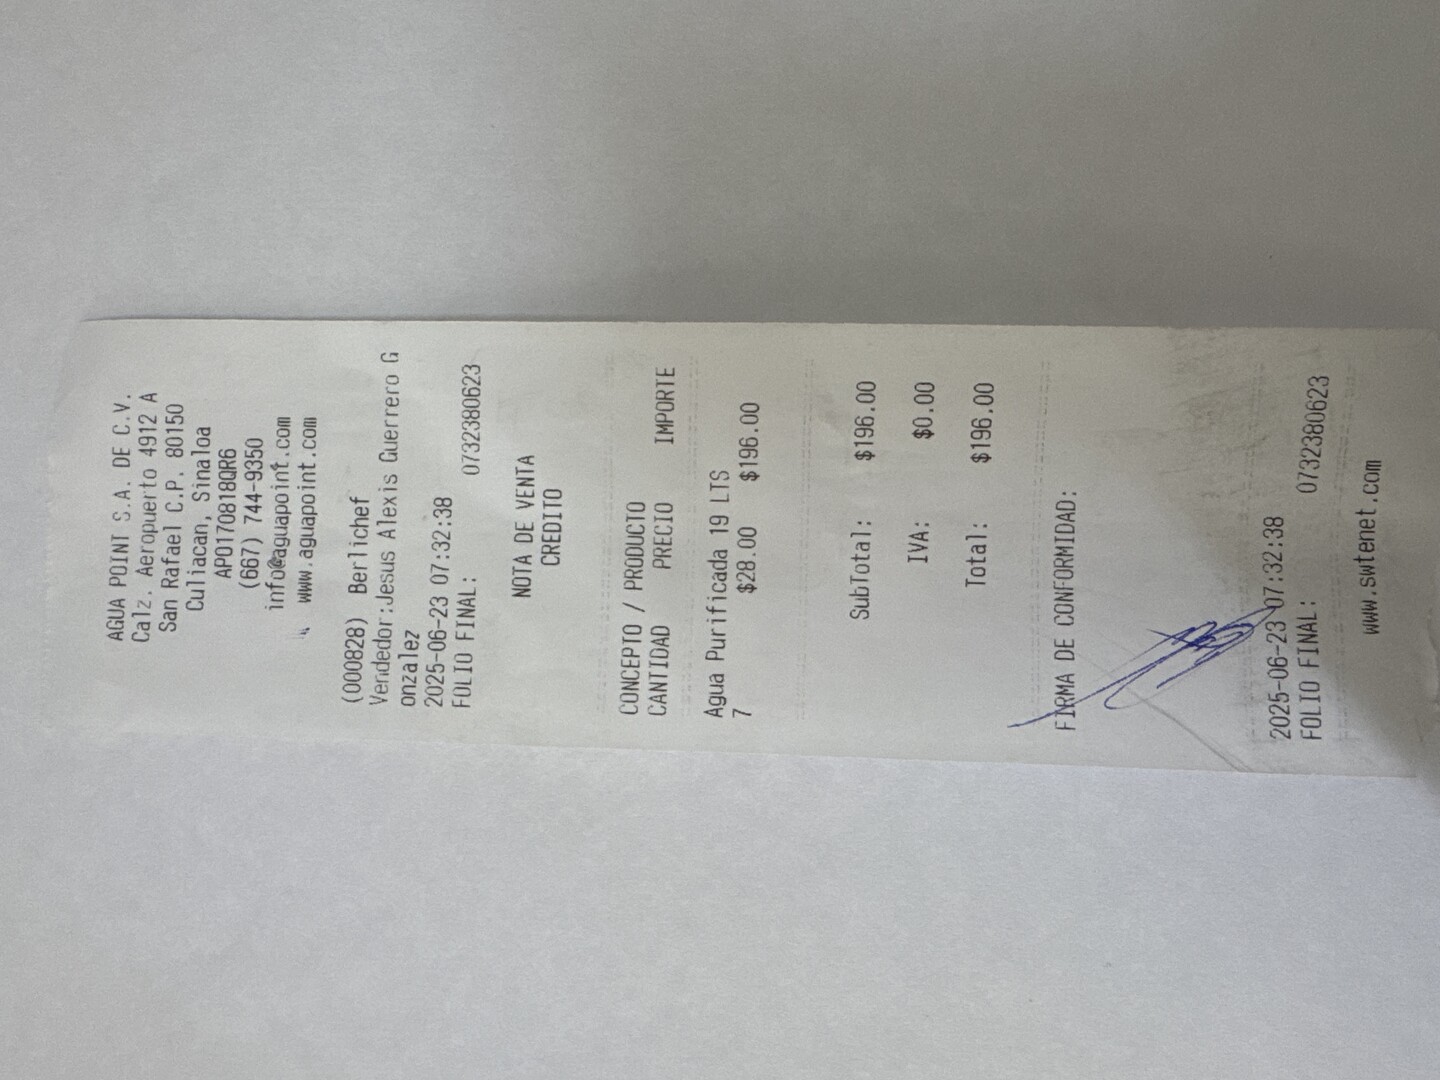 AGUA POINT S.A. DE C.V.
Calz. Aeropuerto 4912 A
San Rafael C.P. 80150
Culiacan, Sinaloa
APO170818QR6
(667) 744-9350
info@aguapoint.com
www.aguapoint.com
(000828) Berlichef
Vendedor:Jesus Alexis Guerrero G
onzalez
2025-06-23 07:32:38
FOLIO FINAL: 0732380623
NOTA DE VENTA
CREDITO
CONCEPTO / PRODUCTO
CANTIDAD PRECIO IMPORTE
Agua Purificada 19 LTS
7 $28.00 $196.00
SubTotal: $196.00
IVA: $0.00
Total: $196.00
FIRMA DE CONFORMIDAD:
2025-06-23 07:32:38
FOLIO FINAL: 0732380623
www.swtenet.com